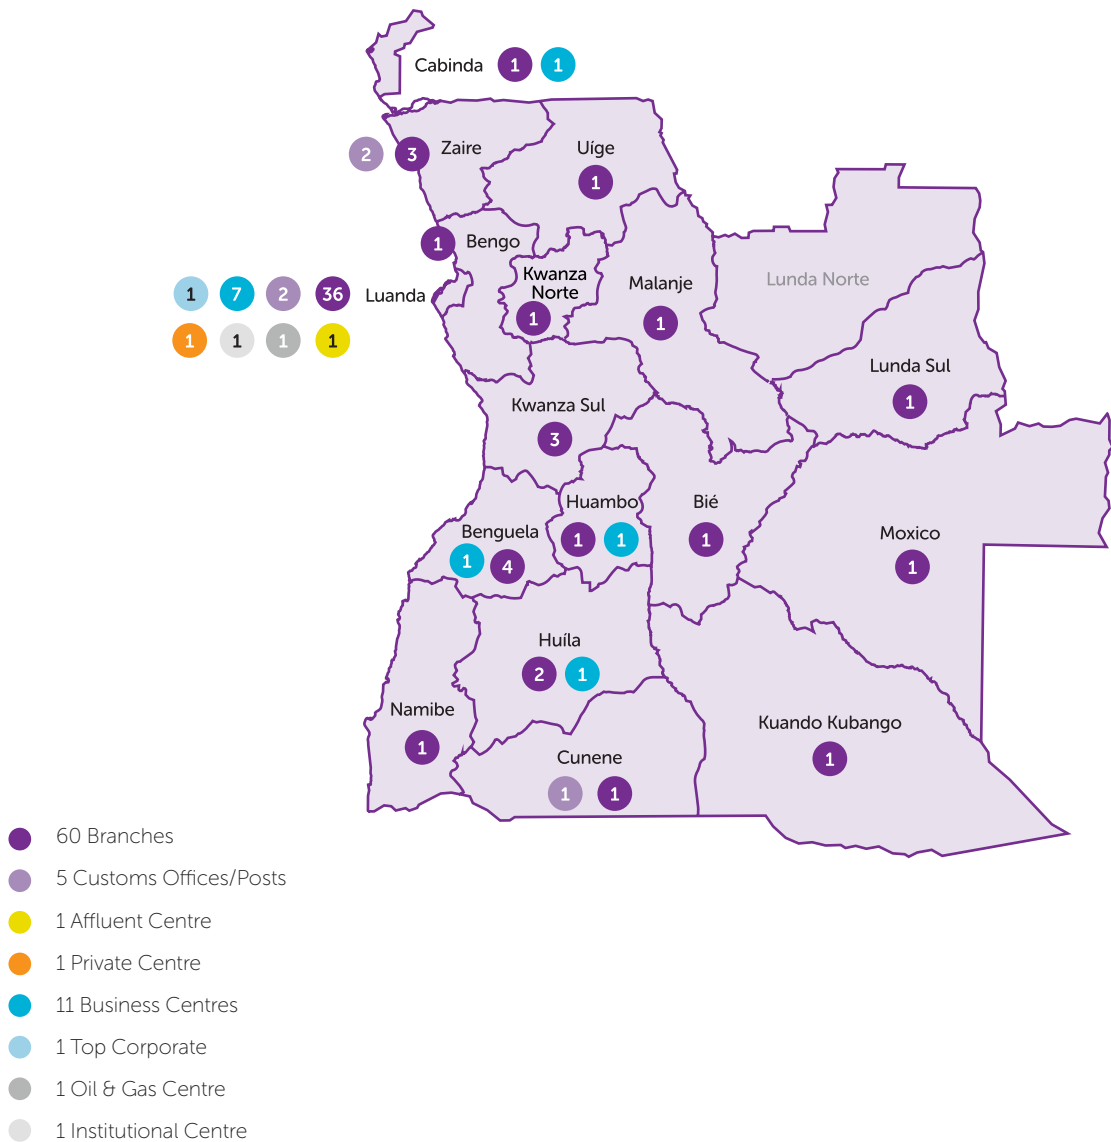 Cabinda 1 1
2 3 Zaire
Uíge
1
1 Bengo
Kwanza
Norte
1
Malanje
1
Lunda Norte
1 7 2 36 Luanda
1 1 1 1
Lunda Sul
1
Kwanza Sul
3
Huambo
1 1
Bié
1
Benguela
1 4
Moxico
1
Huíla
2 1
Namibe
1
Kuando Kubango
1
Cunene
1 1
60 Branches
5 Customs Offices/Posts
1 Affluent Centre
1 Private Centre
11 Business Centres
1 Top Corporate
1 Oil & Gas Centre
1 Institutional Centre